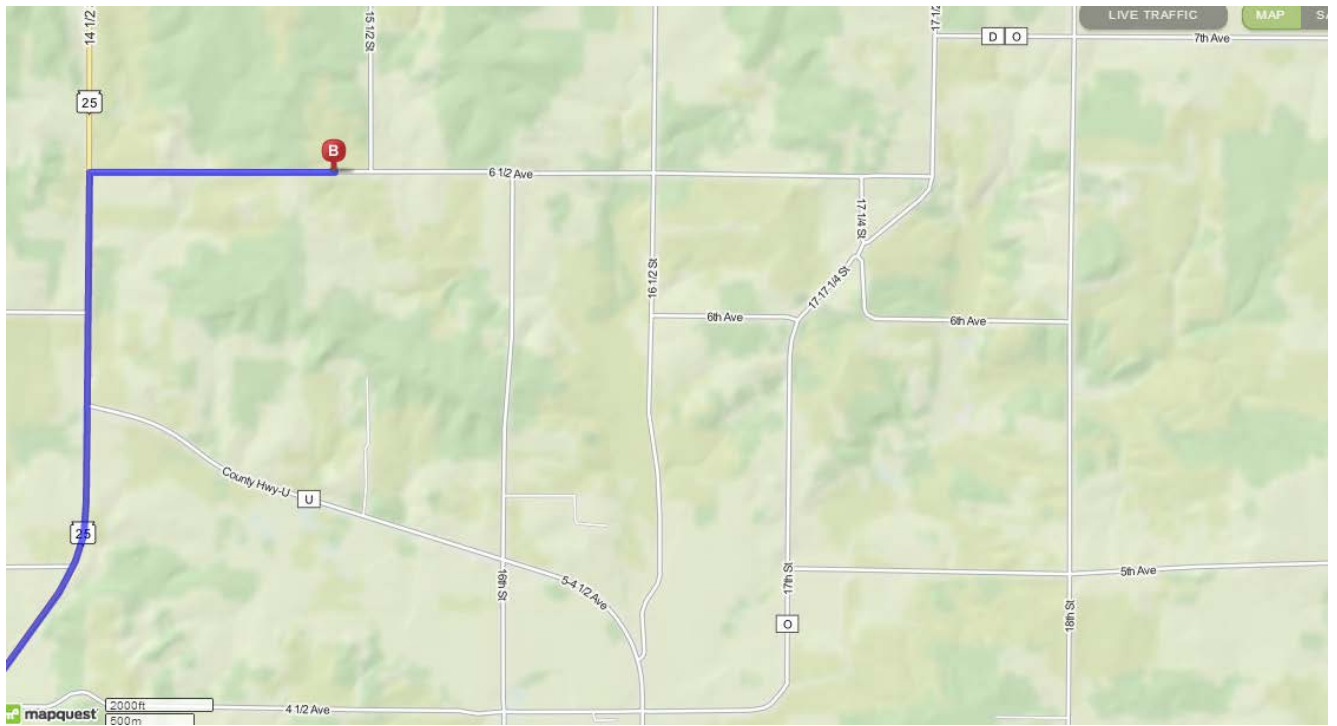 14 1/2
15 1/2 St
17-1/2
LIVE TRAFFIC
MAP
SA
D
O
7th Ave
25
B
6 1/2 Ave
17-1/4 St
16 1/2 St
17-17 1/4 St
6th Ave
6th Ave
County Hwy-U
U
25
16th St
5-4 1/2 Ave
17th St
5th Ave
18th St
O
4 1/2 Ave
mapquest
2000ft
500m